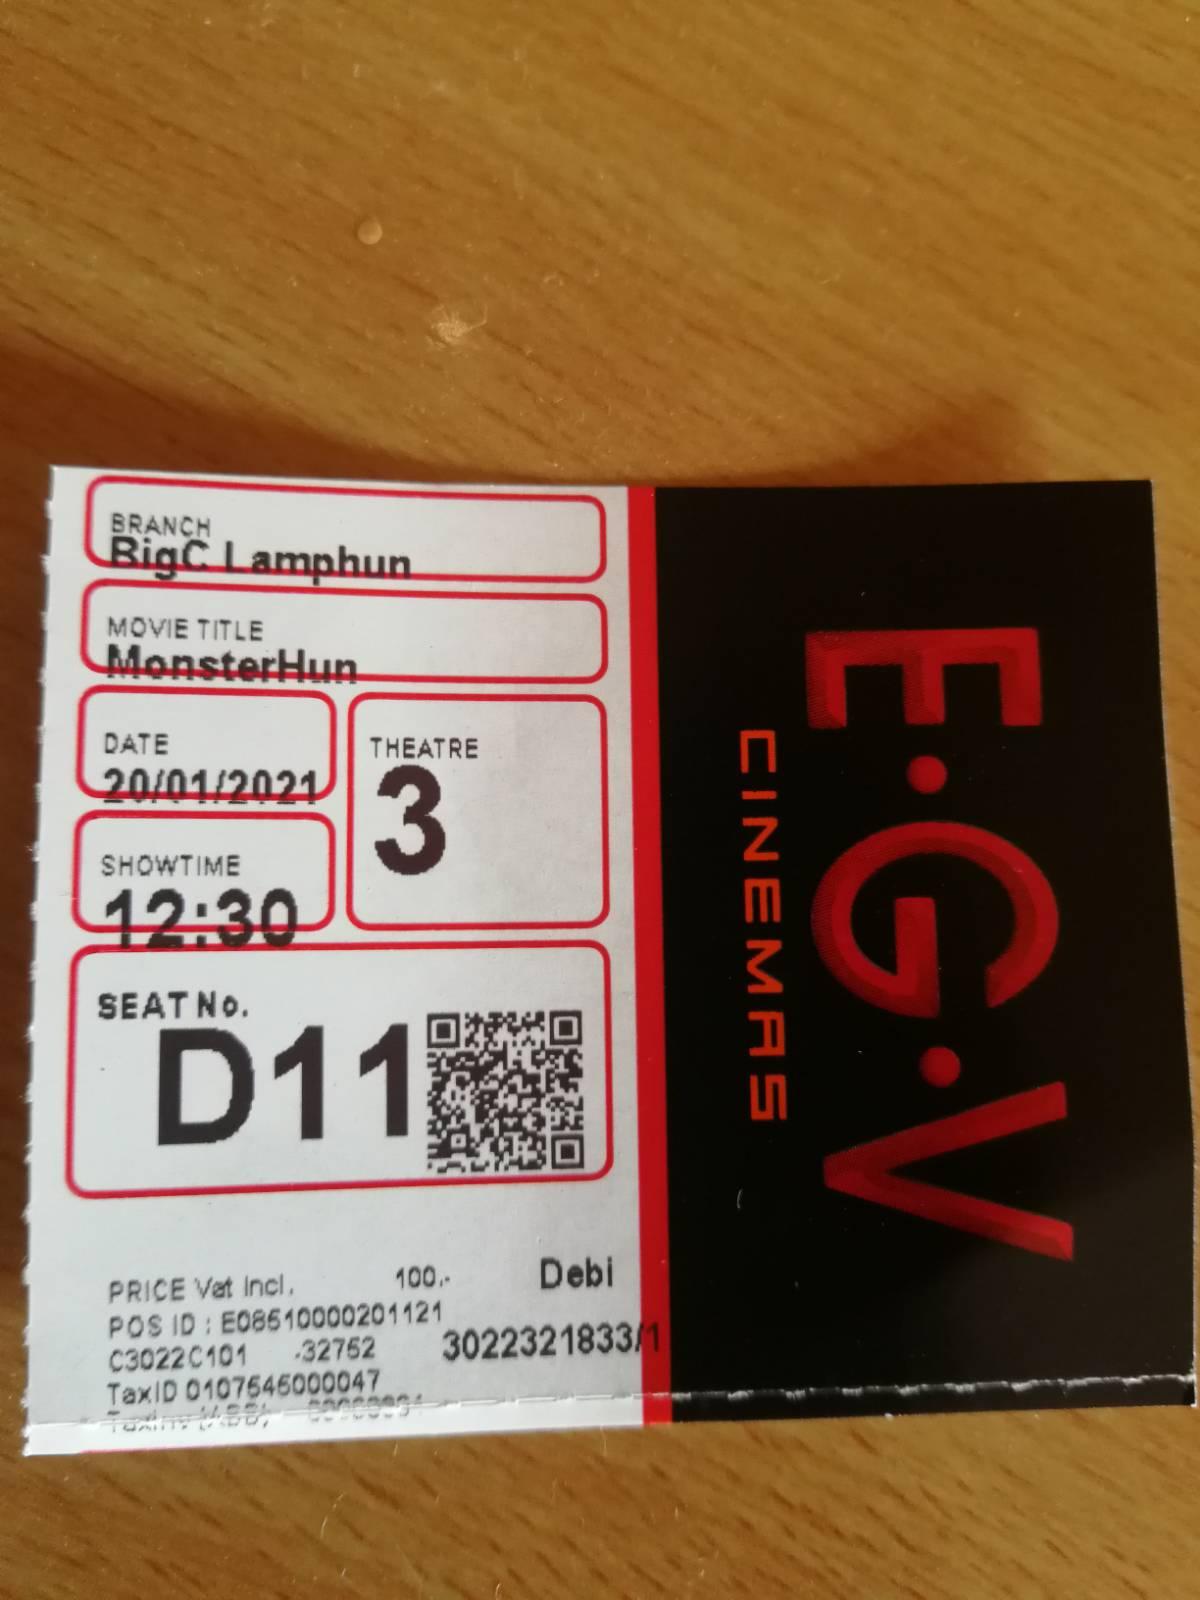 BRANCH
BigC Lamphun
MOVIE TITLE
MonsterHun
DATE
20/01/2021
THEATRE
3
SHOWTIME
12:30
SEAT No.
D11
PRICE Vat Incl. 100.- Debi
POS ID : E08510000201121
C3022C101 -32752 3022321833/1
TaxID 0107545000047
E·G·V
CINEMAS